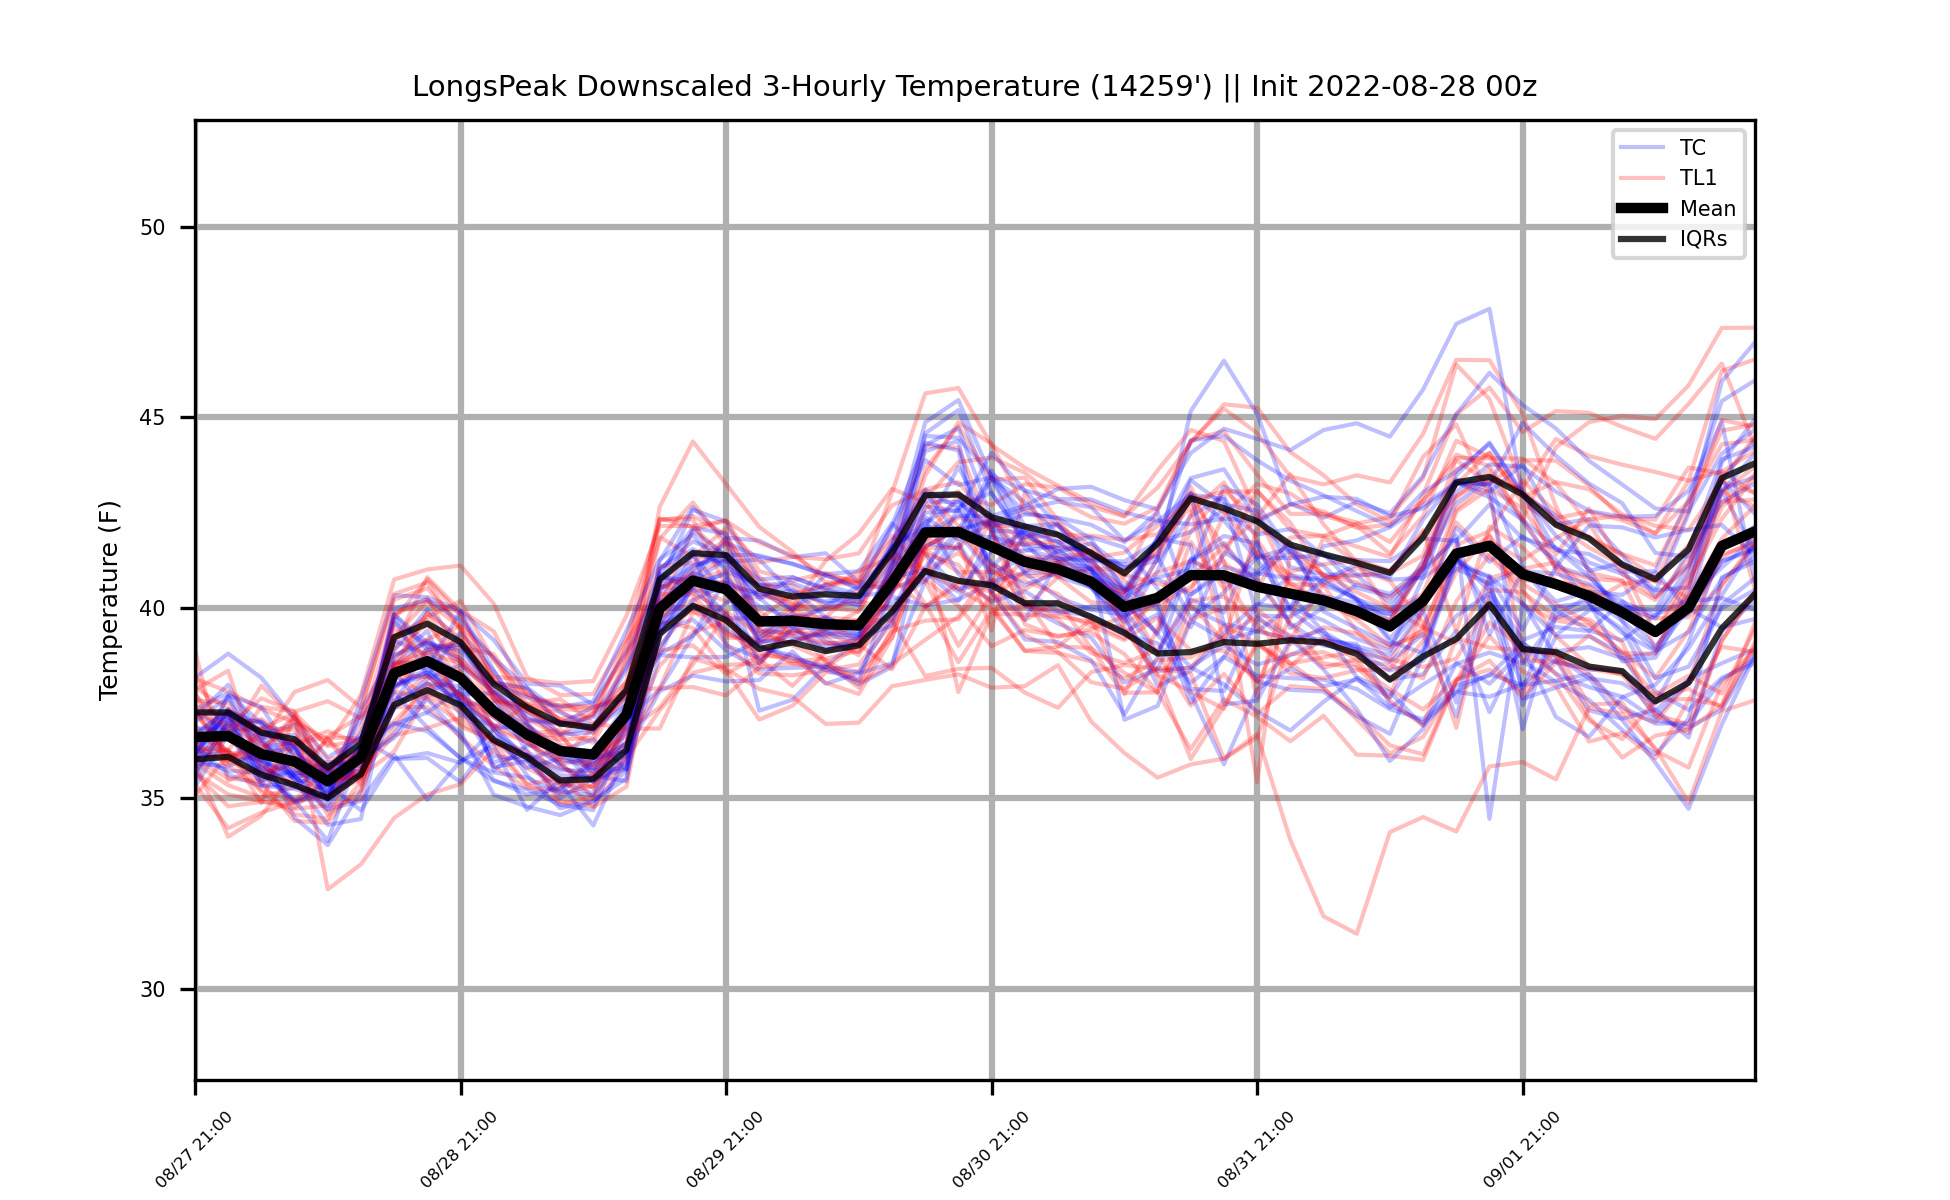 LongsPeak Downscaled 3-Hourly Temperature (14259') || Init 2022-08-28 00z
TC
TL1
Mean
IQRs
Temperature (F)
50
45
40
35
30
08/27 21:00
08/28 21:00
08/29 21:00
08/30 21:00
08/31 21:00
09/01 21:00